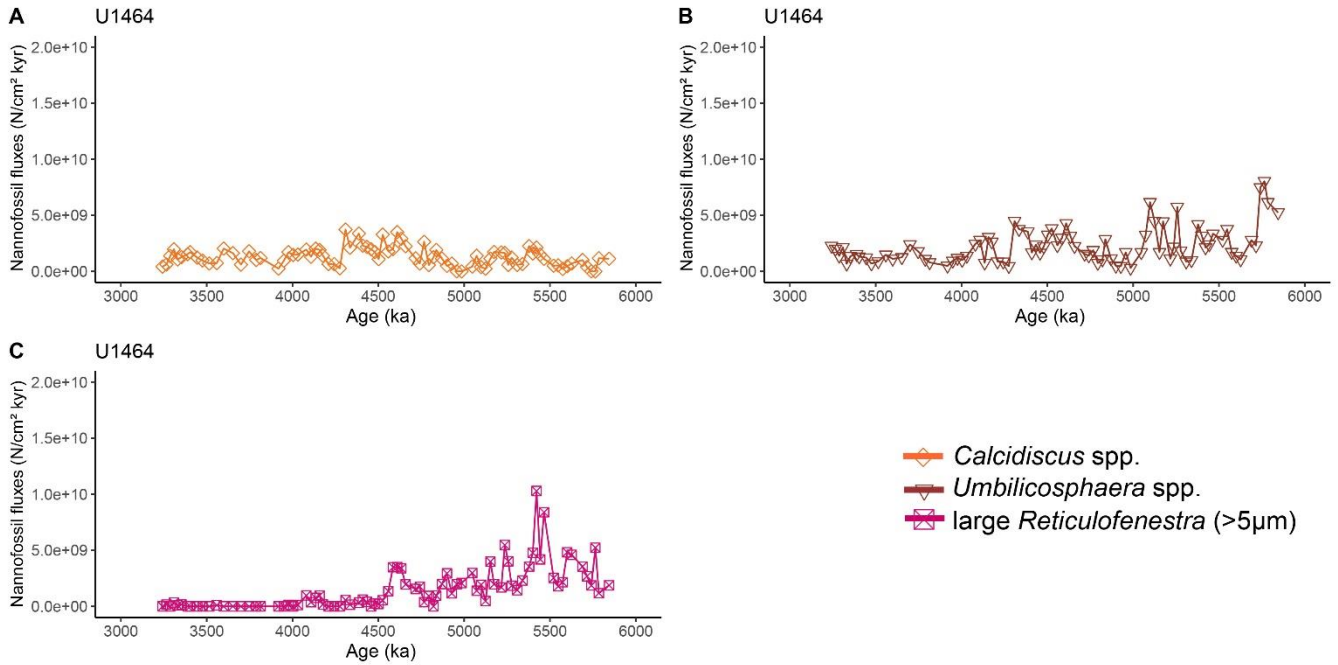 A U1464
Nannofossil fluxes (N/cm² kyr)
2.0e+10
1.5e+10
1.0e+10
5.0e+09
0.0e+00
3000 3500 4000 4500 5000 5500 6000
Age (ka)
B U1464
Nannofossil fluxes (N/cm² kyr)
2.0e+10
1.5e+10
1.0e+10
5.0e+09
0.0e+00
3000 3500 4000 4500 5000 5500 6000
Age (ka)
C U1464
Nannofossil fluxes (N/cm² kyr)
2.0e+10
1.5e+10
1.0e+10
5.0e+09
0.0e+00
3000 3500 4000 4500 5000 5500 6000
Age (ka)
Calcidiscus spp.
Umbilicosphaera spp.
large Reticulofenestra (>5µm)